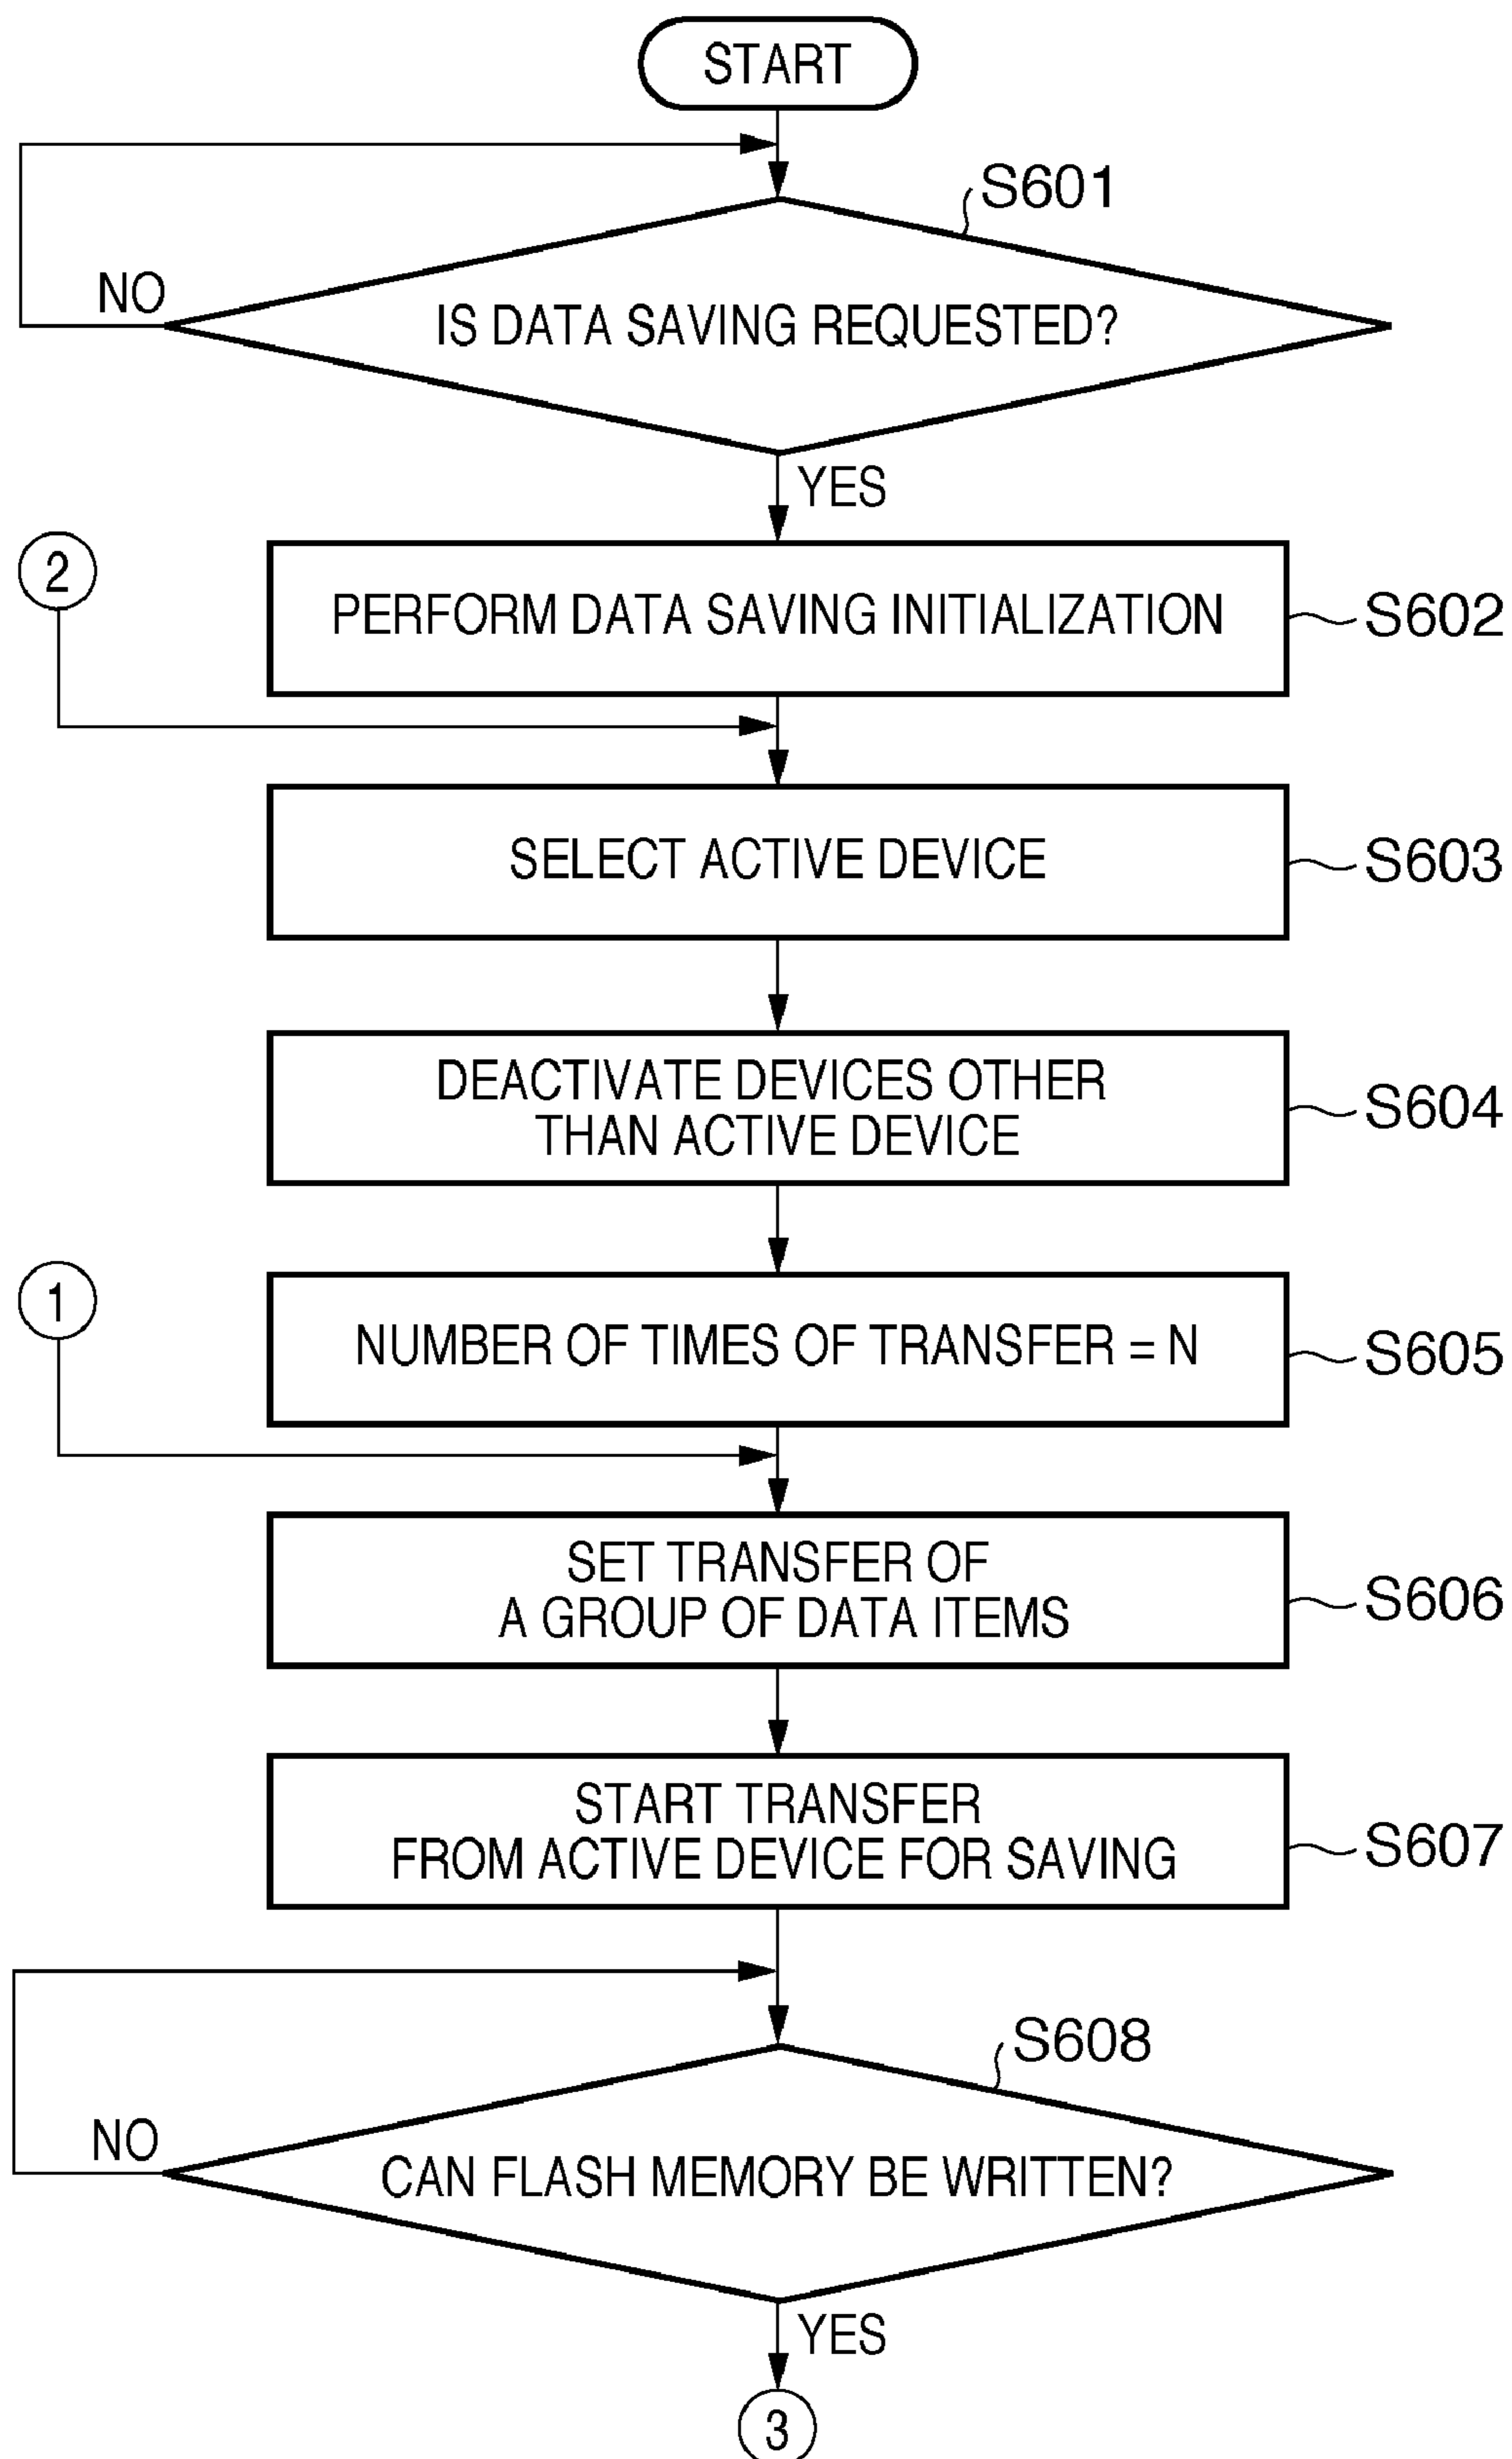 START
S601
NO
IS DATA SAVING REQUESTED?
YES
2
PERFORM DATA SAVING INITIALIZATION
S602
SELECT ACTIVE DEVICE
S603
DEACTIVATE DEVICES OTHER
THAN ACTIVE DEVICE
S604
1
NUMBER OF TIMES OF TRANSFER = N
S605
SET TRANSFER OF
A GROUP OF DATA ITEMS
S606
START TRANSFER
FROM ACTIVE DEVICE FOR SAVING
S607
S608
NO
CAN FLASH MEMORY BE WRITTEN?
YES
3